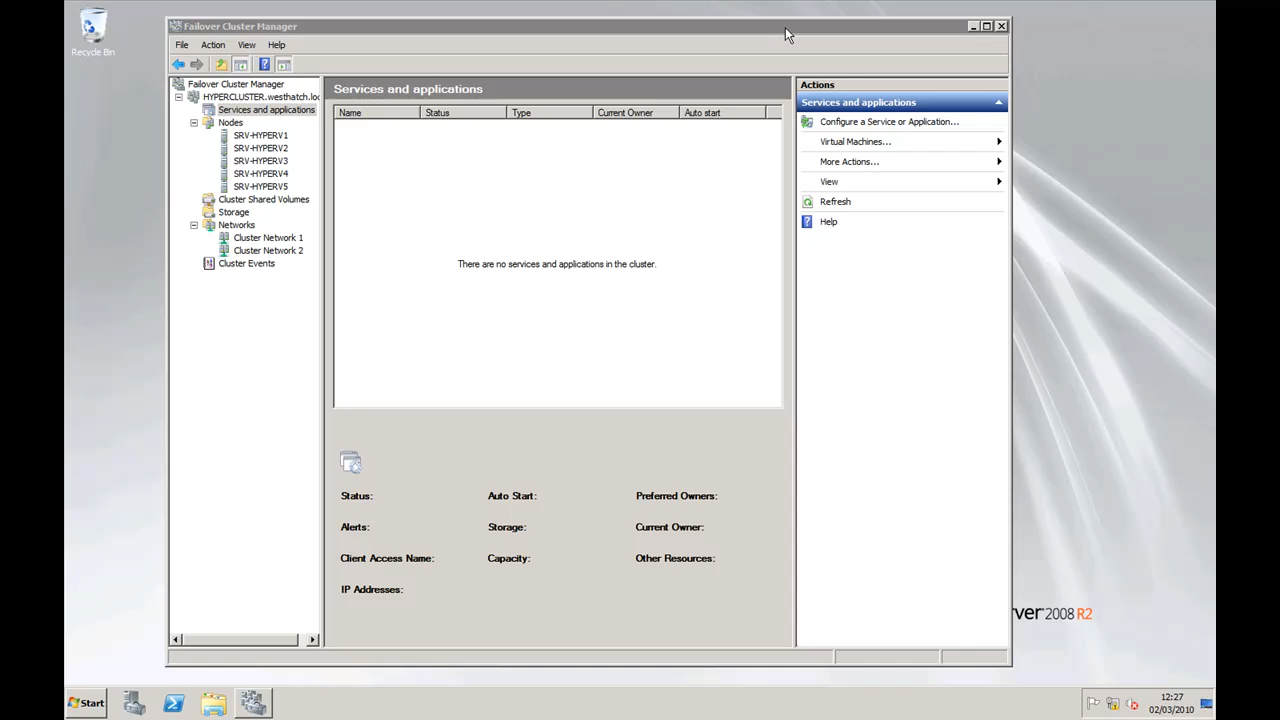 Recycle Bin
Failover Cluster Manager
File Action View Help
Failover Cluster Manager
HYPERCLUSTER.westhatch.loc
Services and applications
Nodes
SRV-HYPERV1
SRV-HYPERV2
SRV-HYPERV3
SRV-HYPERV4
SRV-HYPERV5
Cluster Shared Volumes
Storage
Networks
Cluster Network 1
Cluster Network 2
Cluster Events
Services and applications
Name Status Type Current Owner Auto start
There are no services and applications in the cluster.
Status: Auto Start: Preferred Owners:
Alerts: Storage: Current Owner:
Client Access Name: Capacity: Other Resources:
IP Addresses:
Actions
Services and applications
Configure a Service or Application...
Virtual Machines...
More Actions...
View
Refresh
Help
rver 2008 R2
Start
12:27
02/03/2010